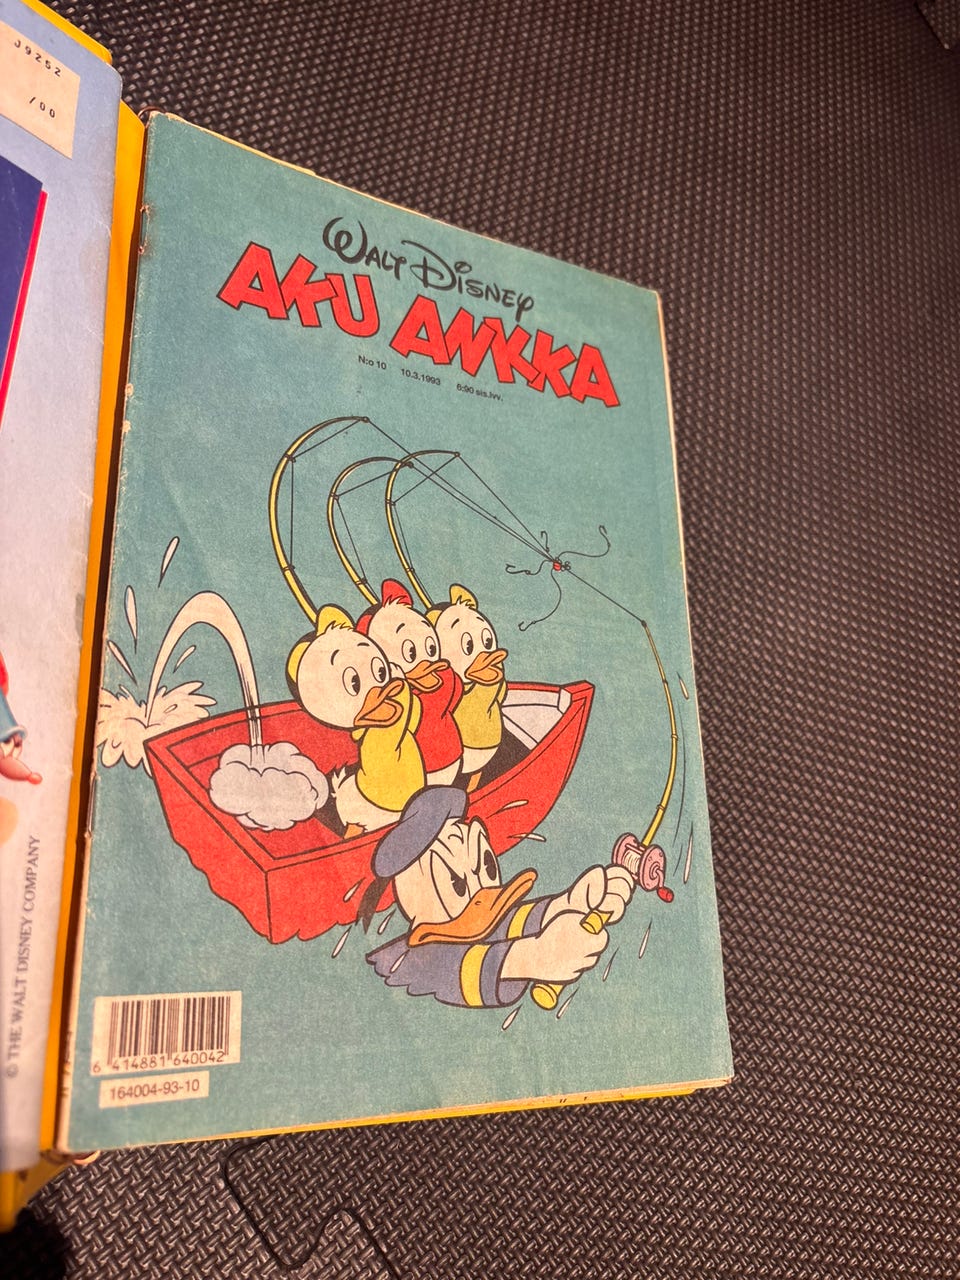 J9252
/00
© THE WALT DISNEY COMPANY
WALT DISNEY
AKU ANKKA
N:o 10 10.3.1993 6:90 sis.lvv.
6 414881 640042
164004-93-10